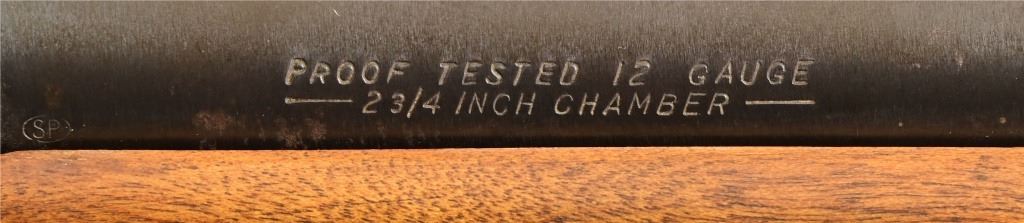 PROOF TESTED 12 GAUGE
2 3/4 INCH CHAMBER
SP